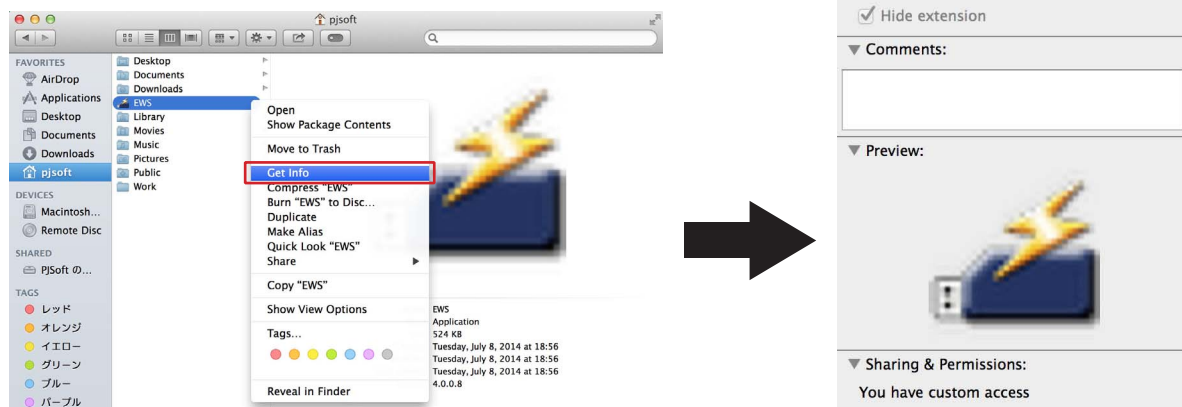 pjsoft
FAVORITES
AirDrop
Applications
Desktop
Documents
Downloads
pjsoft
DEVICES
Macintosh...
Remote Disc
SHARED
PJSoft の...
TAGS
レッド
オレンジ
イエロー
グリーン
ブルー
パープル
Desktop
Documents
Downloads
EWS
Library
Movies
Music
Pictures
Public
Work
Open
Show Package Contents
Move to Trash
Get Info
Compress "EWS"
Burn "EWS" to Disc...
Duplicate
Make Alias
Quick Look "EWS"
Share
Copy "EWS"
Show View Options
Tags...
Reveal in Finder
EWS
Application
524 KB
Tuesday, July 8, 2014 at 18:56
Tuesday, July 8, 2014 at 18:56
Tuesday, July 8, 2014 at 18:56
4.0.0.8
Hide extension
Comments:
Preview:
Sharing & Permissions:
You have custom access